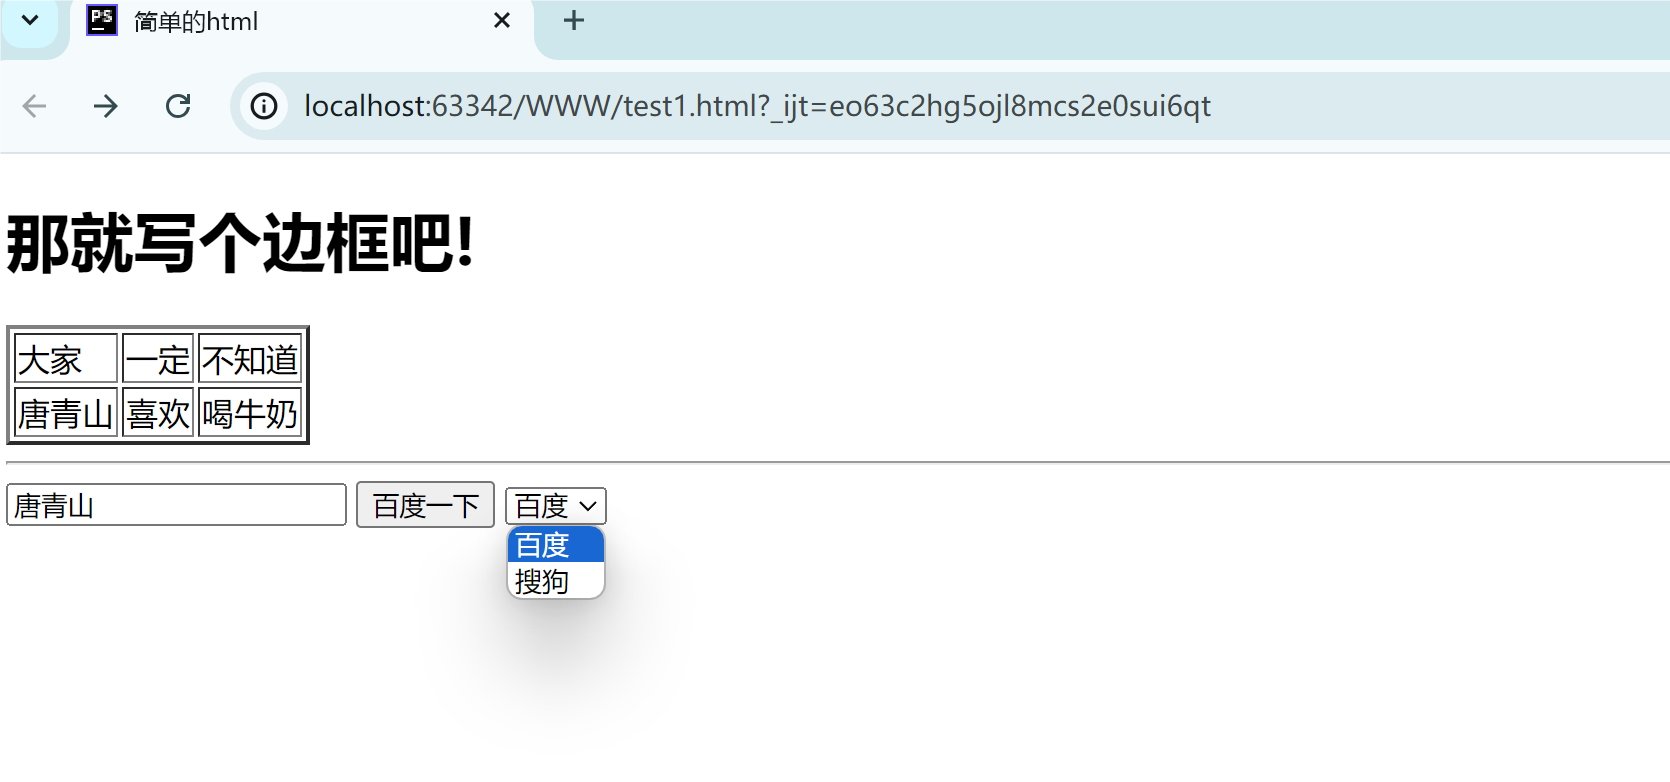 PS 简单的html
localhost:63342/WWW/test1.html?_ijt=eo63c2hg5ojl8mcs2e0sui6qt
那就写个边框吧!
大家 一定 不知道
唐青山 喜欢 喝牛奶
唐青山 百度一下 百度
百度
搜狗